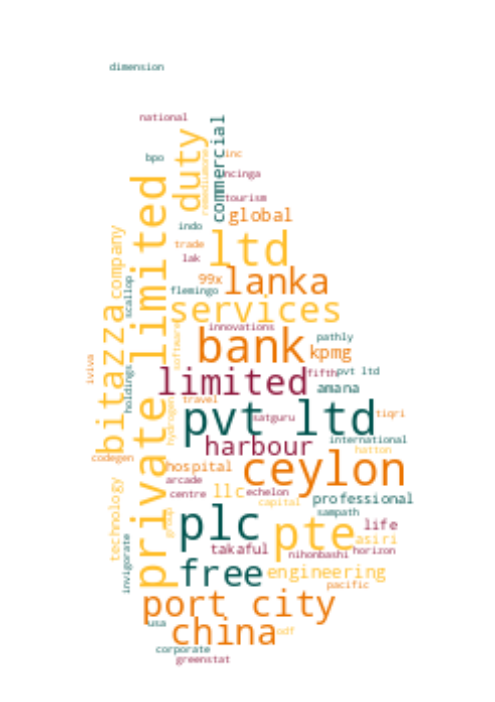 dimension
national
commercial
duty
inc
bpo
ncinga
private limited
tourism
global
indo
company
trade
ltd
lak
99x
lanka
scallop
flemingo
services
innovations
bitazza
software
bank
pathly
kpmg
iviva
holdings
limited
fifth
pvt ltd
amana
travel
pvt ltd
satguru
tiqri
hydrogen
harbour
international
hatton
codegen
hospital
ceylon
arcade
centre
llc
echelon
professional
capital
technology
group
plc
sampath
pte
life
asiri
takaful
nihonbashi
horizon
invigorate
free
engineering
pacific
port city
usa
china
odf
corporate
greenstat